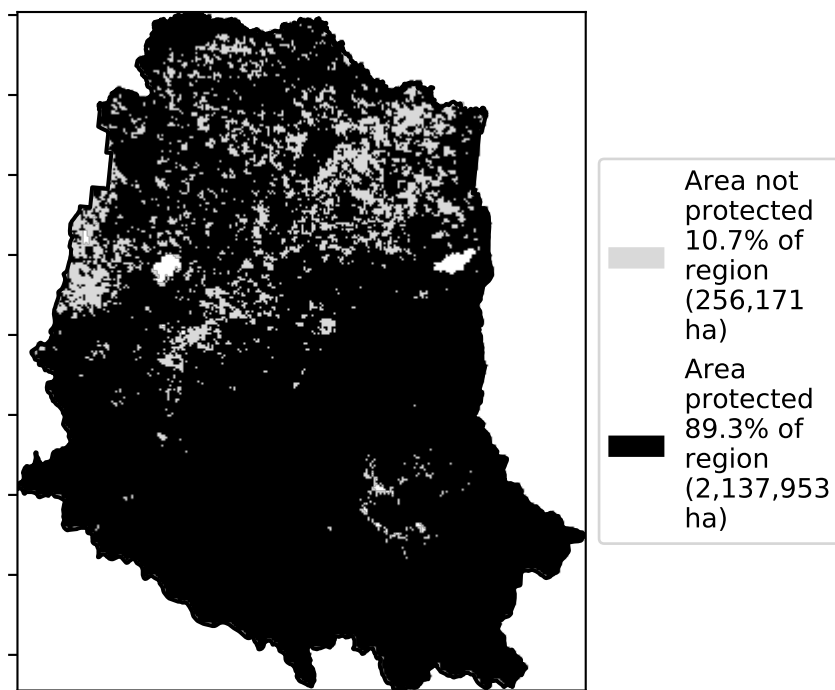 Area not
protected
10.7% of
region
(256,171
ha)
Area
protected
89.3% of
region
(2,137,953
ha)